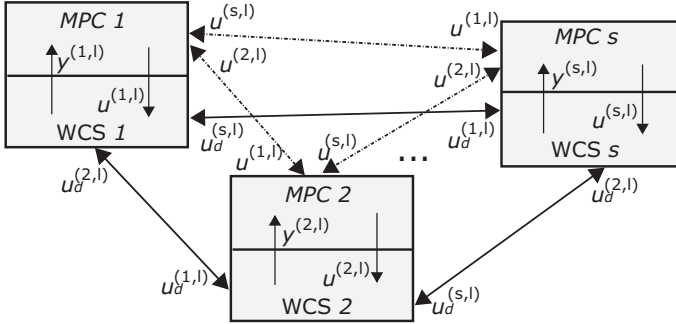 MPC 1
y^(1,l)
u^(1,l)
WCS 1
u^(s,l)
u^(1,l)
u^(2,l)
u^(2,l)
u_d^(s,l)
u_d^(1,l)
MPC s
y^(s,l)
u^(s,l)
WCS s
u^(1,l)
u^(s,l)
...
u_d^(2,l)
u_d^(2,l)
MPC 2
y^(2,l)
u^(2,l)
WCS 2
u_d^(1,l)
u_d^(s,l)